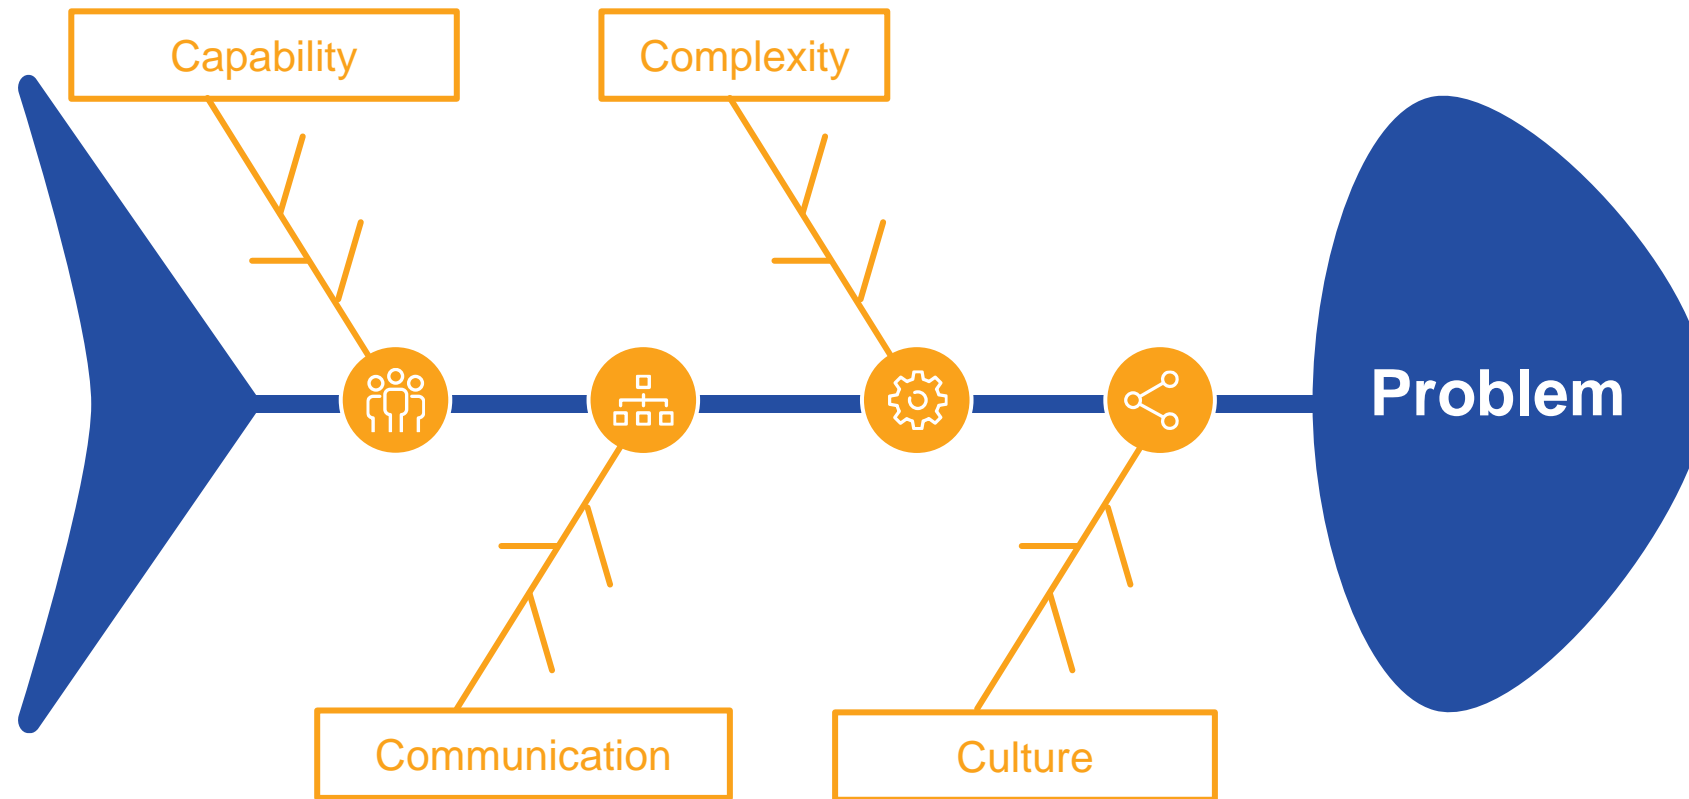 Capability
Complexity
Problem
Communication
Culture